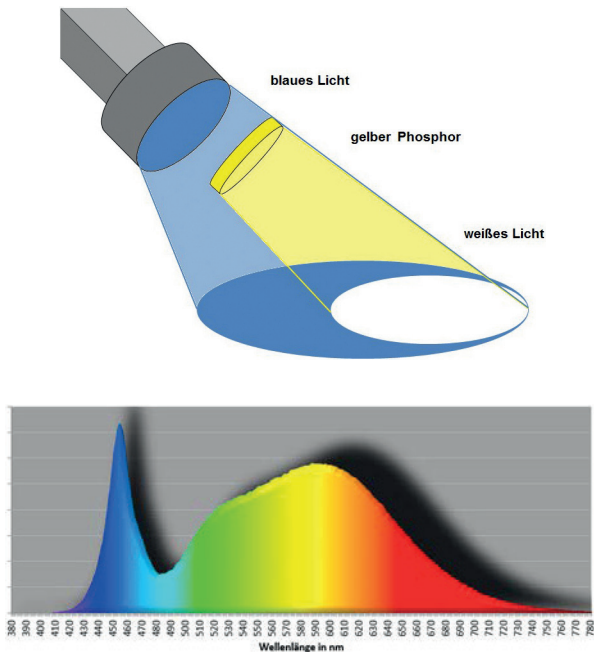 blaues Licht
gelber Phosphor
weißes Licht
380 390 400 410 420 430 440 450 460 470 480 490 500 510 520 530 540 550 560 570 580 590 600 610 620 630 640 650 660 670 680 690 700 710 720 730 740 750 760 770 780
Wellenlänge in nm